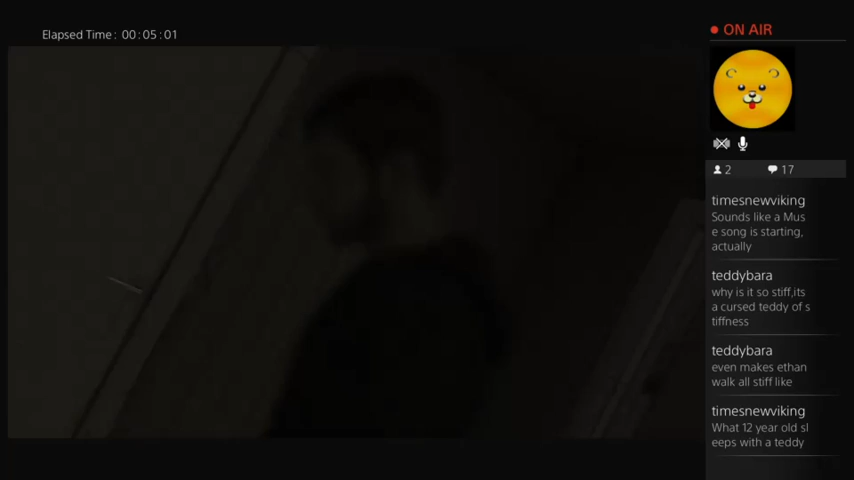 Elapsed Time: 00:05:01
ON AIR
2 17
timesnewviking
Sounds like a Mus
e song is starting,
actually
teddybara
why is it so stiff,its
a cursed teddy of s
tiffness
teddybara
even makes ethan
walk all stiff like
timesnewviking
What 12 year old sl
eeps with a teddy